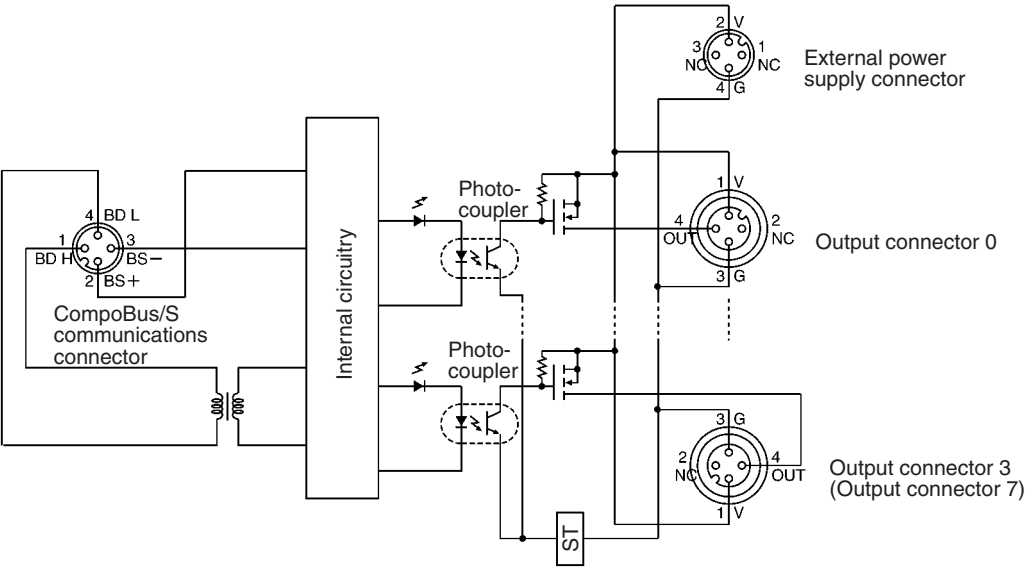 2 V
3
NC
1
NC
4 G
External power
supply connector
Photo-
coupler
1 V
4
OUT
2
NC
3 G
Output connector 0
4 BD L
1
BD H
3
BS−
2 BS+
CompoBus/S
communications
connector
Internal circuitry
Photo-
coupler
3 G
2
NC
4
OUT
1 V
Output connector 3
(Output connector 7)
ST